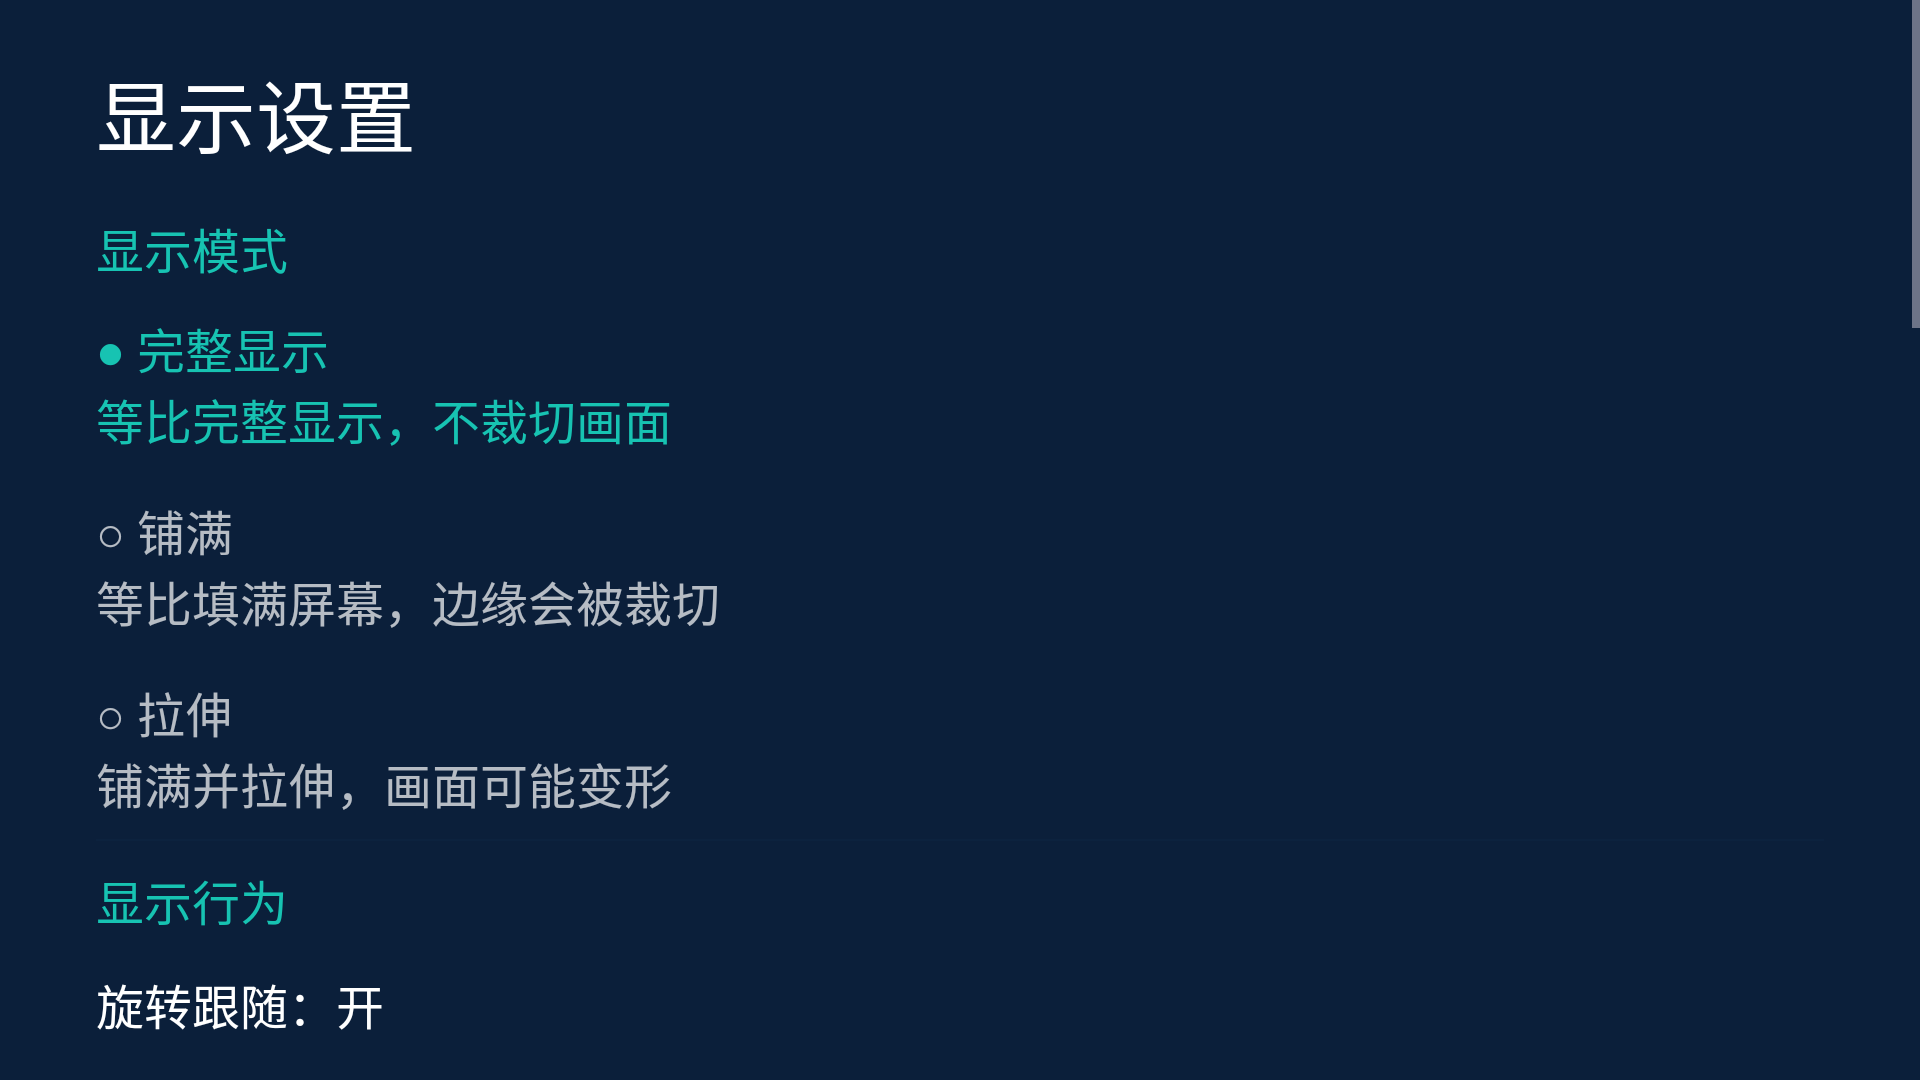 显示设置
显示模式
● 完整显示
等比完整显示，不裁切画面
○ 铺满
等比填满屏幕，边缘会被裁切
○ 拉伸
铺满并拉伸，画面可能变形
显示行为
旋转跟随：开